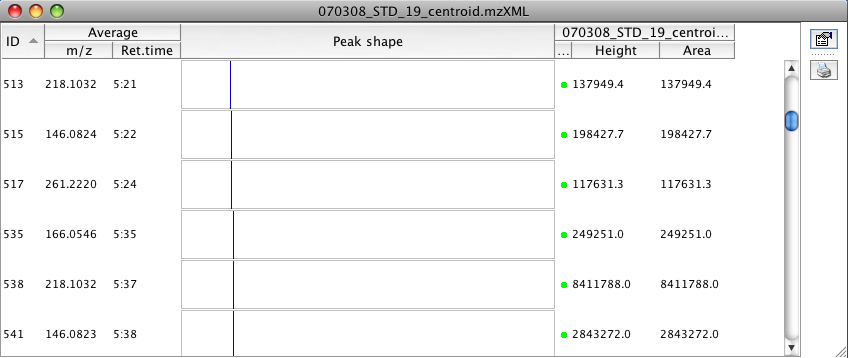 070308_STD_19_centroid.mzXML
ID Average Peak shape 070308_STD_19_centroi...
m/z Ret.time ... Height Area
513 218.1032 5:21 137949.4 137949.4
515 146.0824 5:22 198427.7 198427.7
517 261.2220 5:24 117631.3 117631.3
535 166.0546 5:35 249251.0 249251.0
538 218.1032 5:37 8411788.0 8411788.0
541 146.0823 5:38 2843272.0 2843272.0